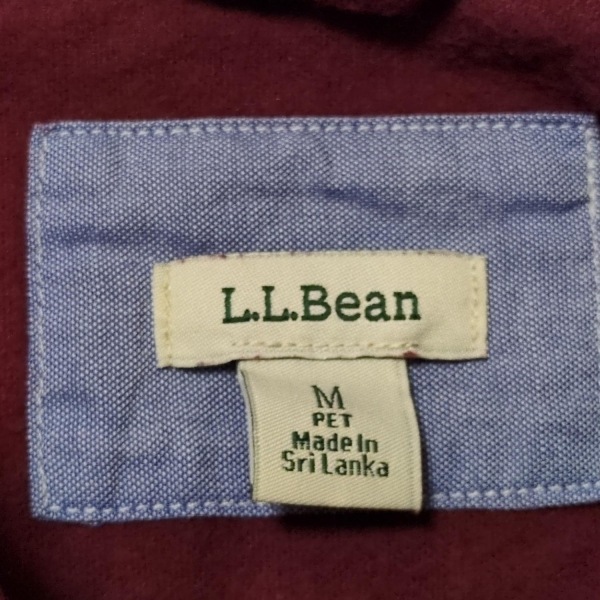 L.L.Bean
M
PET
Made In
Sri Lanka